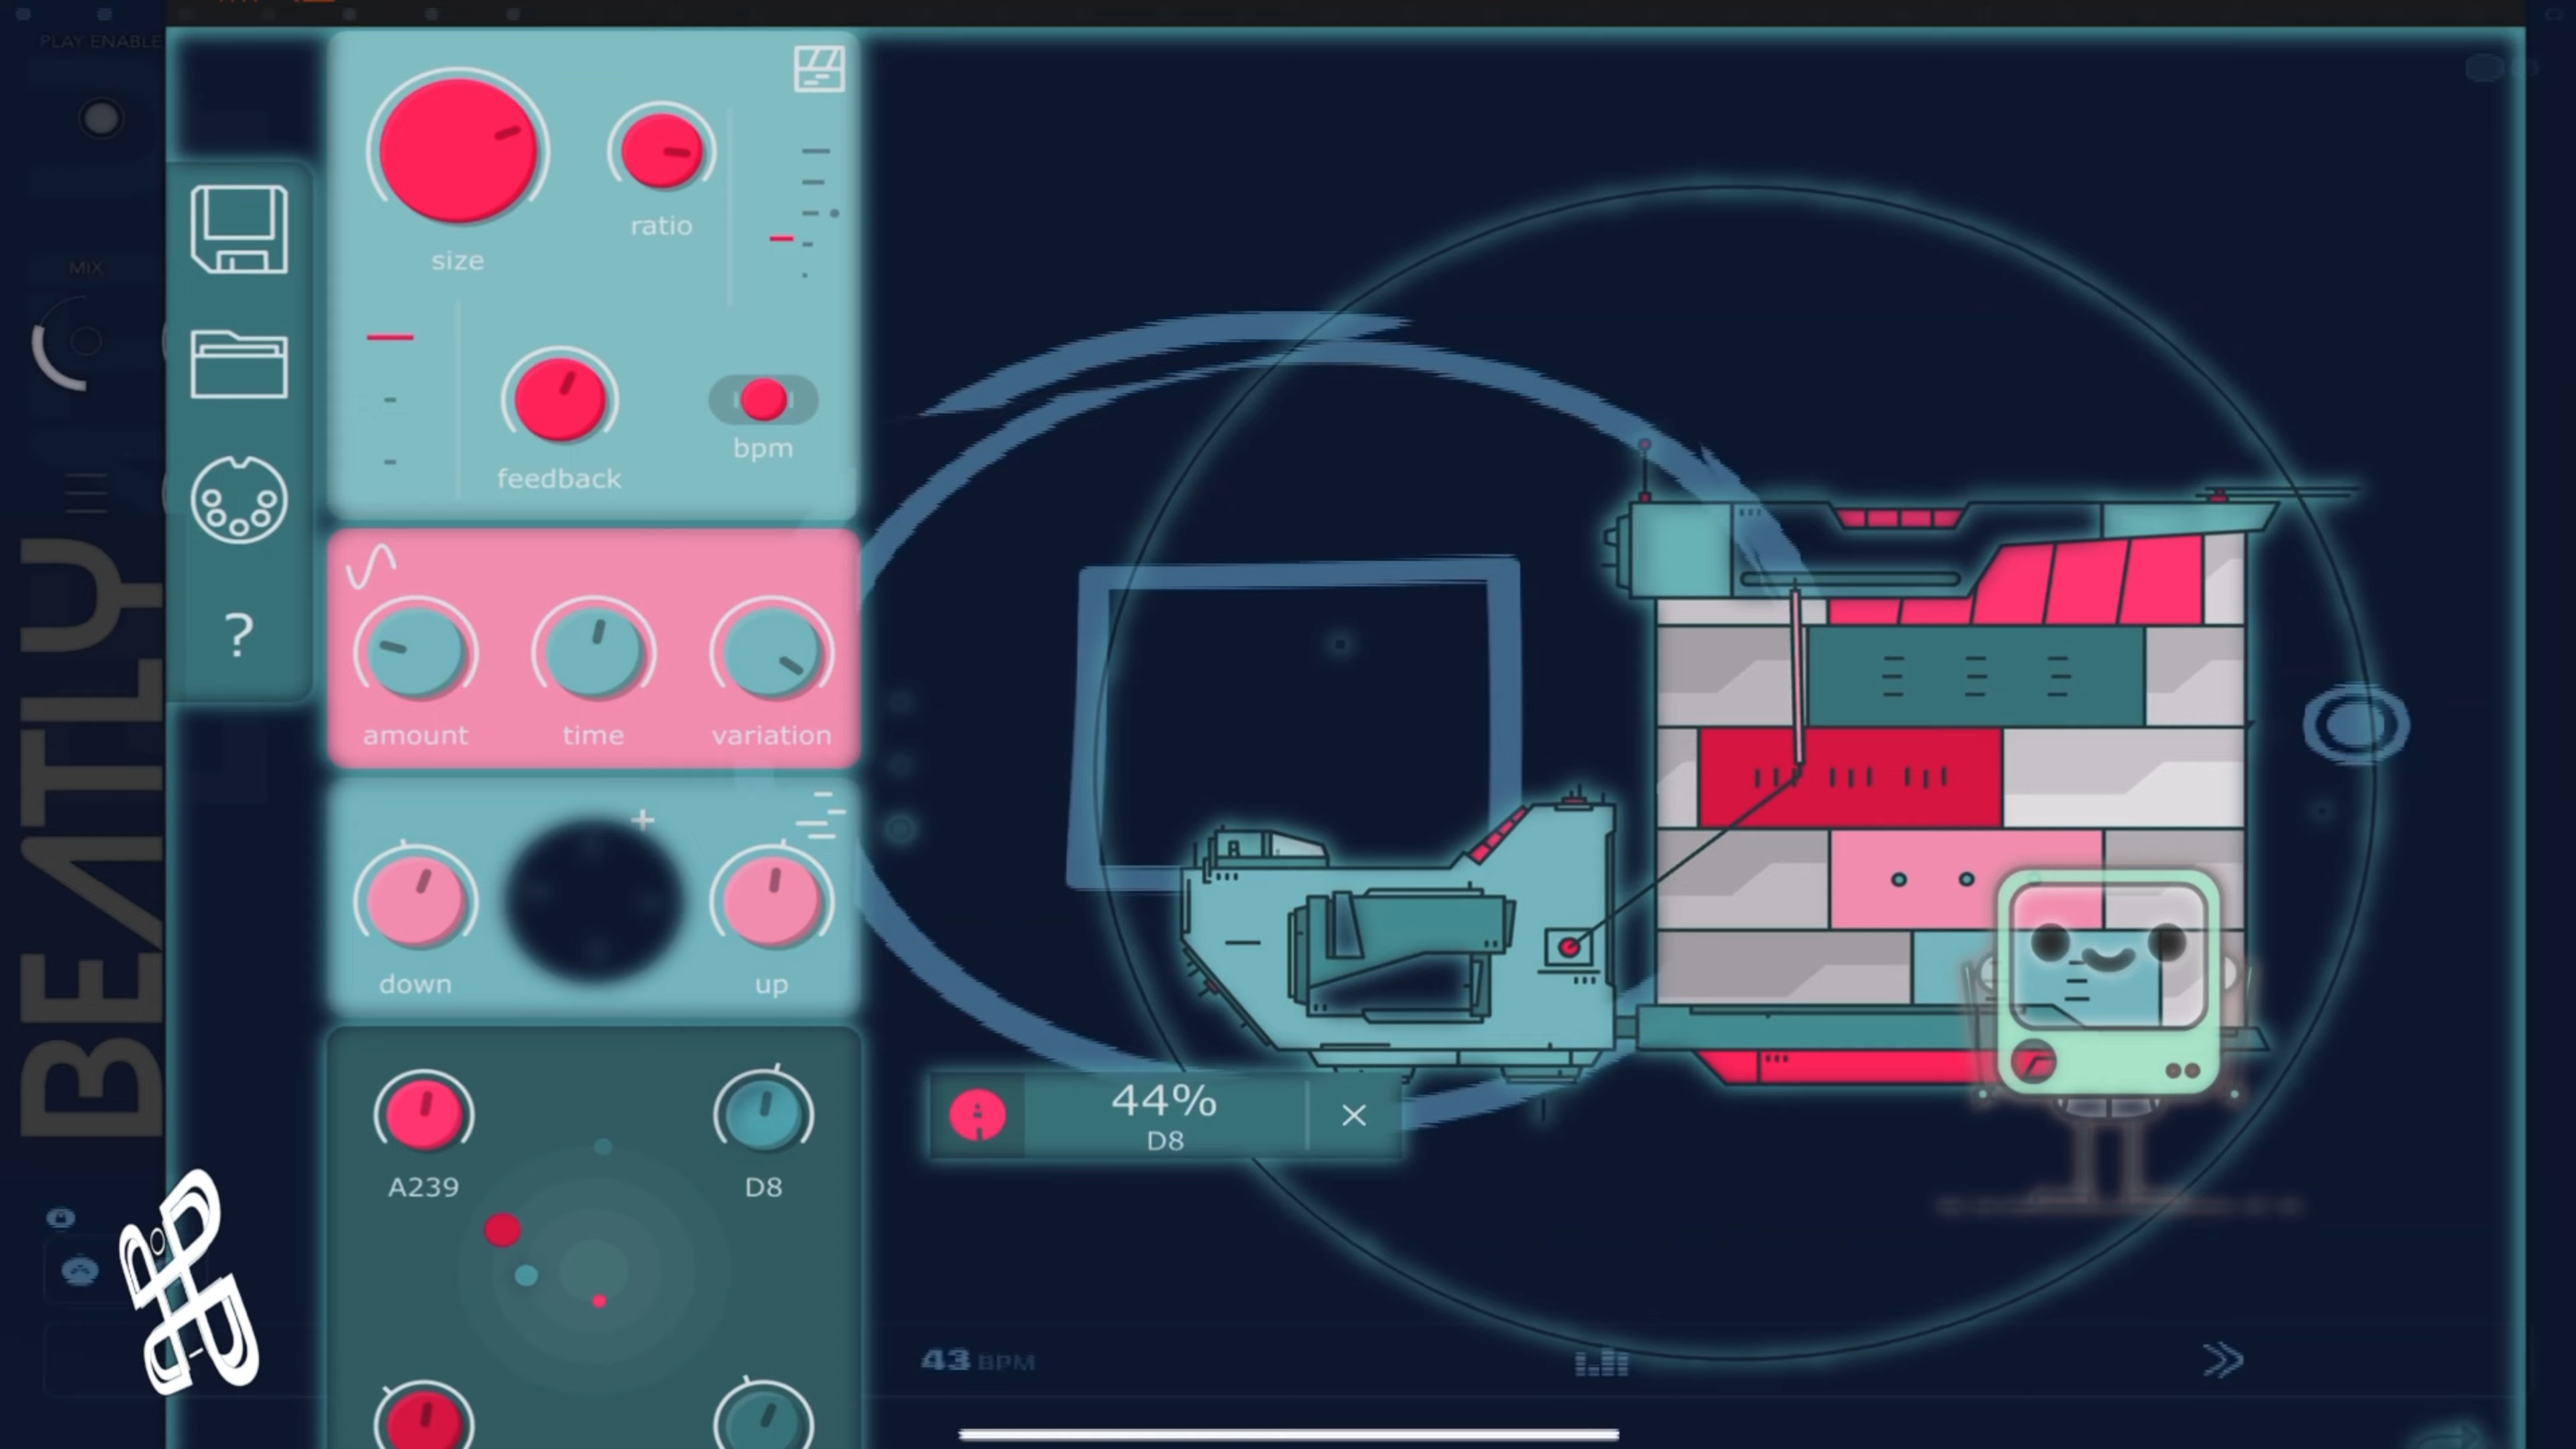 PLAY ENABLE
MIX
BEATLY
?
size
ratio
feedback
bpm
amount
time
variation
+
down
up
A239
D8
44%
D8
43 BPM